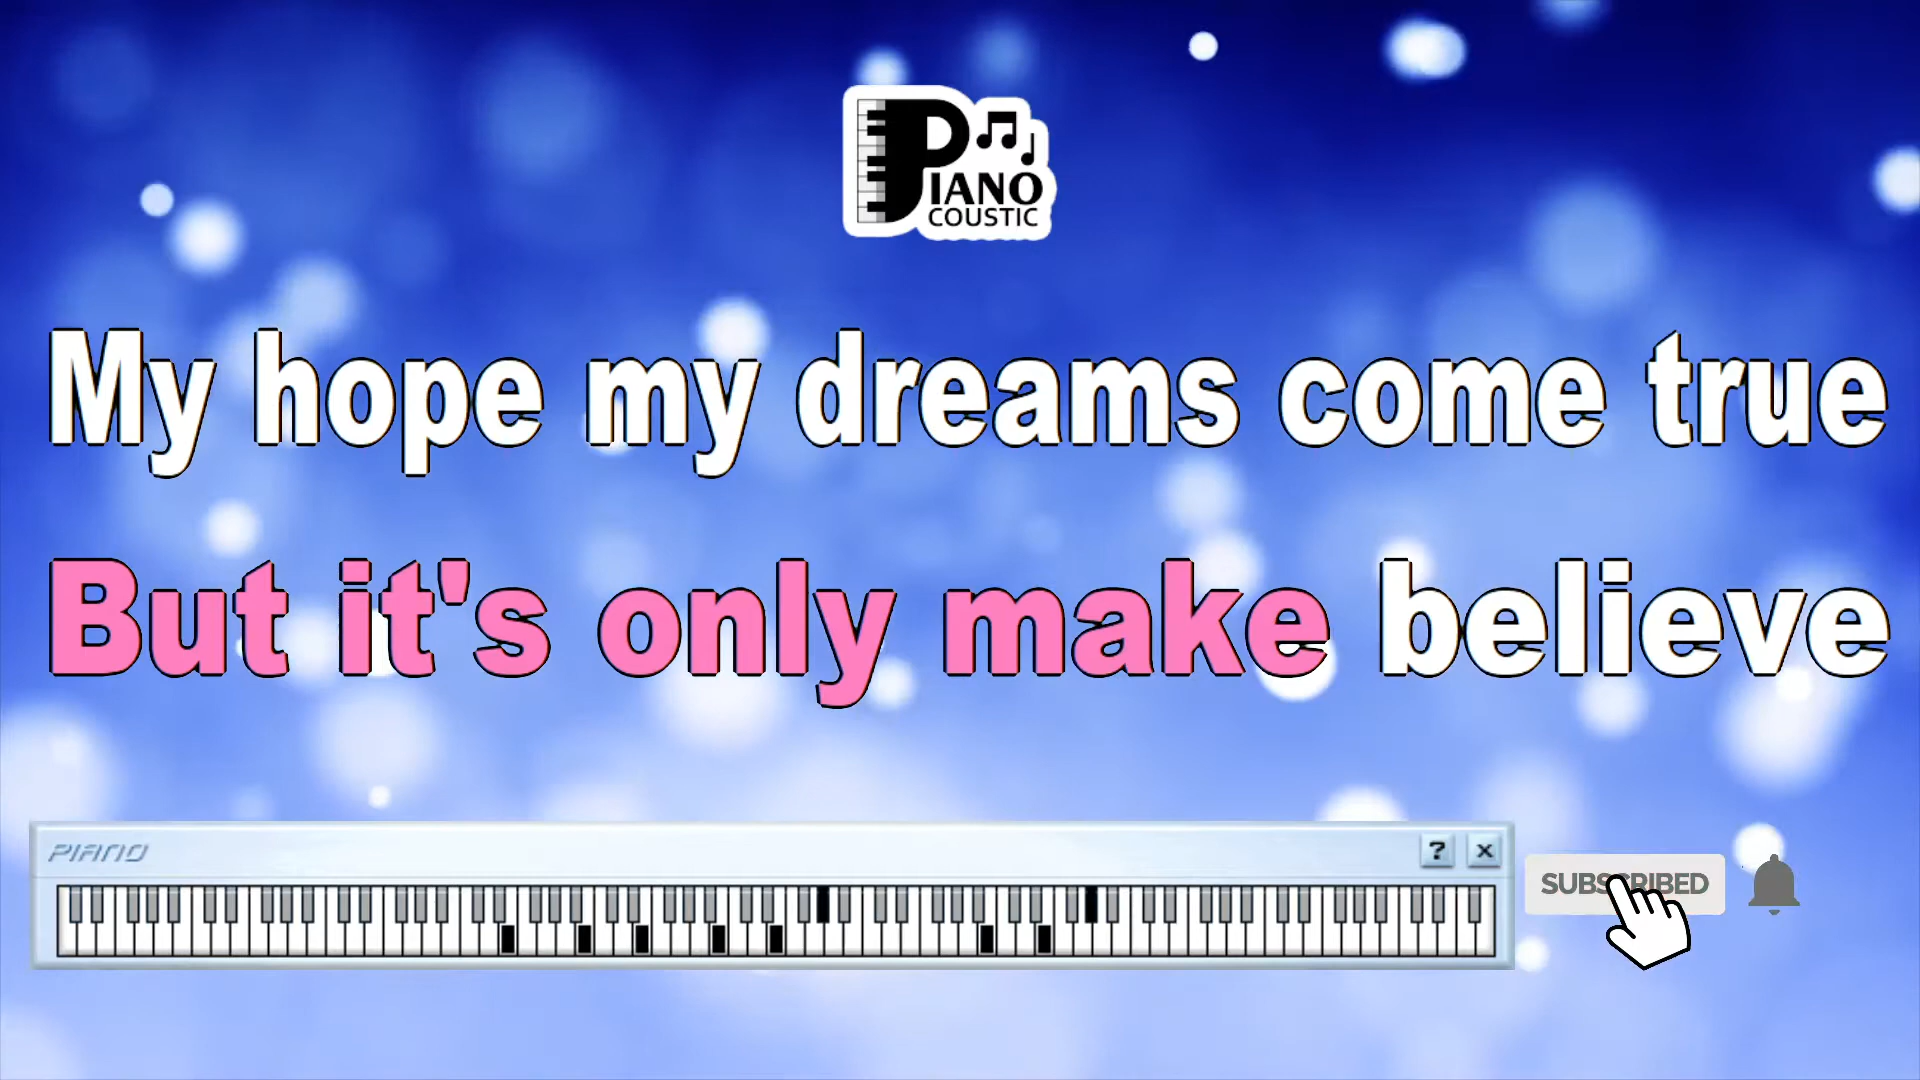 PIANO
COUSTIC
My hope my dreams come true
But it's only make believe
PIANO
? x
SUBSCRIBED